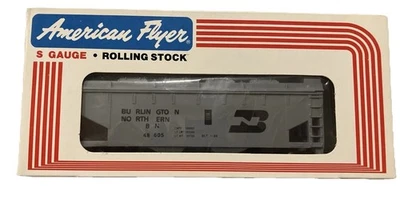 American Flyer
S GAUGE • ROLLING STOCK
BURLINGTON
NORTHERN
BN